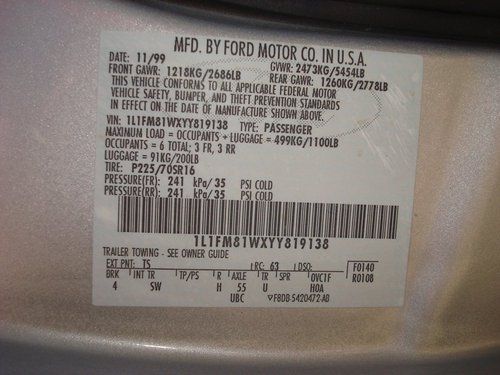 MFD. BY FORD MOTOR CO. IN U.S.A.
DATE: 11/99 GVWR: 2473KG/5454LB
FRONT GAWR: 1218KG/2686LB REAR GAWR: 1260KG/2778LB
THIS VEHICLE CONFORMS TO ALL APPLICABLE FEDERAL MOTOR
VEHICLE SAFETY, BUMPER, AND THEFT PREVENTION STANDARDS
IN EFFECT ON THE DATE OF MANUFACTURE SHOWN ABOVE.
VIN: 1L1FM81WXYY819138 TYPE: PASSENGER
MAXIMUM LOAD = OCCUPANTS + LUGGAGE = 499KG/1100LB
OCCUPANTS = 6 TOTAL; 3 FR, 3 RR
LUGGAGE = 91KG/200LB
TIRE: P225/70SR16
PRESSURE(FR): 241 kPa/35 PSI COLD
PRESSURE(RR): 241 kPa/35 PSI COLD
1L1FM81WXYY819138
TRAILER TOWING - SEE OWNER GUIDE
EXT PNT: TS RC: 63 DSO: F0140
BRK INT TR TP/PS R AXLE TR SPR OVC1F R0108
4 SW H 55 U H0A
UBC F8DB-5420472-AB